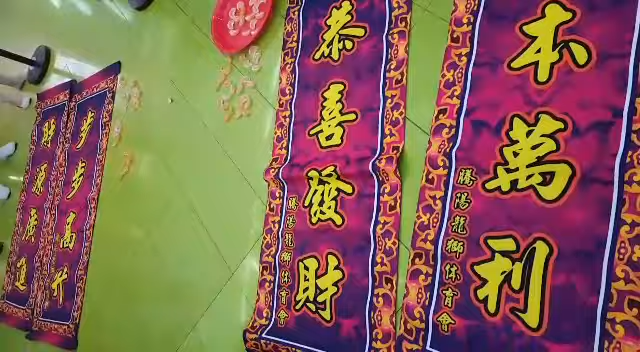 本萬利
騰陽龍獅体育會
恭喜發財
騰陽龍獅体育會
步步高升
財源廣進